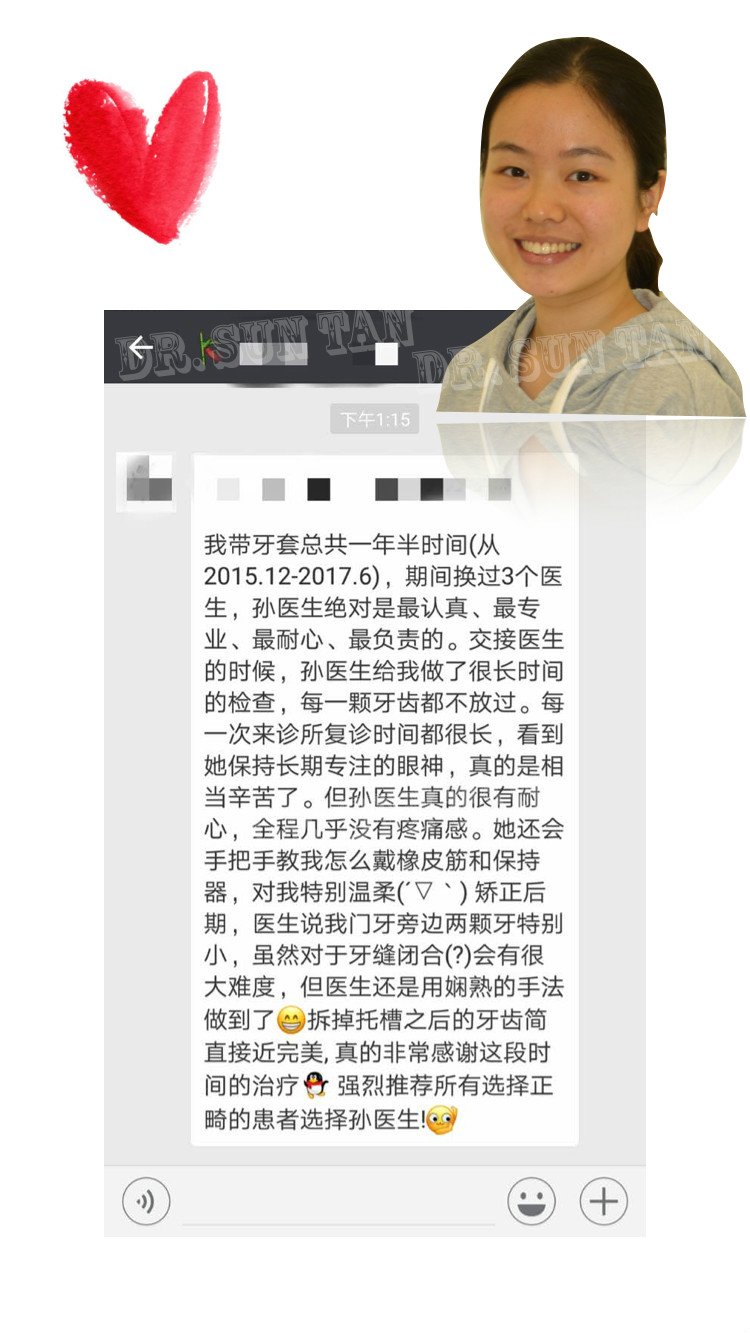 DR.SUN TAN
DR.SUN TAN
下午1:15
我带牙套总共一年半时间(从
2015.12-2017.6)，期间换过3个医
生，孙医生绝对是最认真、最专
业、最耐心、最负责的。交接医生
的时候，孙医生给我做了很长时间
的检查，每一颗牙齿都不放过。每
一次来诊所复诊时间都很长，看到
她保持长期专注的眼神，真的是相
当辛苦了。但孙医生真的很有耐
心，全程几乎没有疼痛感。她还会
手把手教我怎么戴橡皮筋和保持
器，对我特别温柔(´▽｀) 矫正后
期，医生说我门牙旁边两颗牙特别
小，虽然对于牙缝闭合(?)会有很
大难度，但医生还是用娴熟的手法
做到了😁拆掉托槽之后的牙齿简
直接近完美, 真的非常感谢这段时
间的治疗🐧 强烈推荐所有选择正
畸的患者选择孙医生!